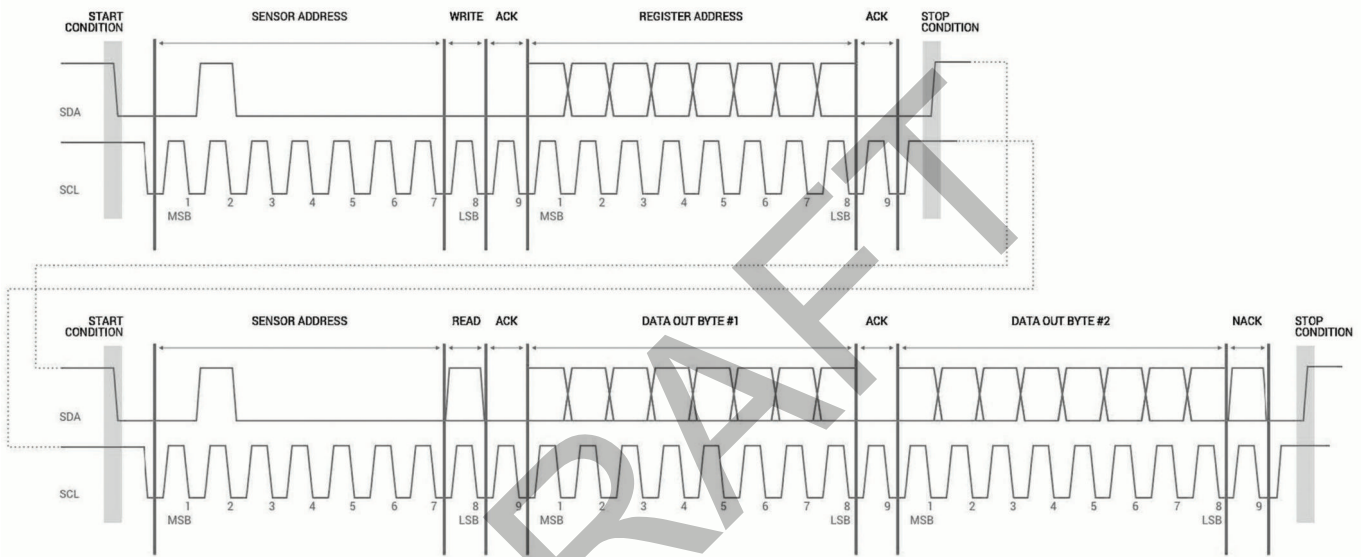 START CONDITION SENSOR ADDRESS WRITE ACK REGISTER ADDRESS ACK STOP CONDITION
SDA
SCL
1 2 3 4 5 6 7 8 9 1 2 3 4 5 6 7 8 9
MSB LSB MSB LSB
START CONDITION SENSOR ADDRESS READ ACK DATA OUT BYTE #1 ACK DATA OUT BYTE #2 NACK STOP CONDITION
SDA
SCL
1 2 3 4 5 6 7 8 9 1 2 3 4 5 6 7 8 9 1 2 3 4 5 6 7 8 9
MSB LSB MSB LSB MSB LSB
RAFT